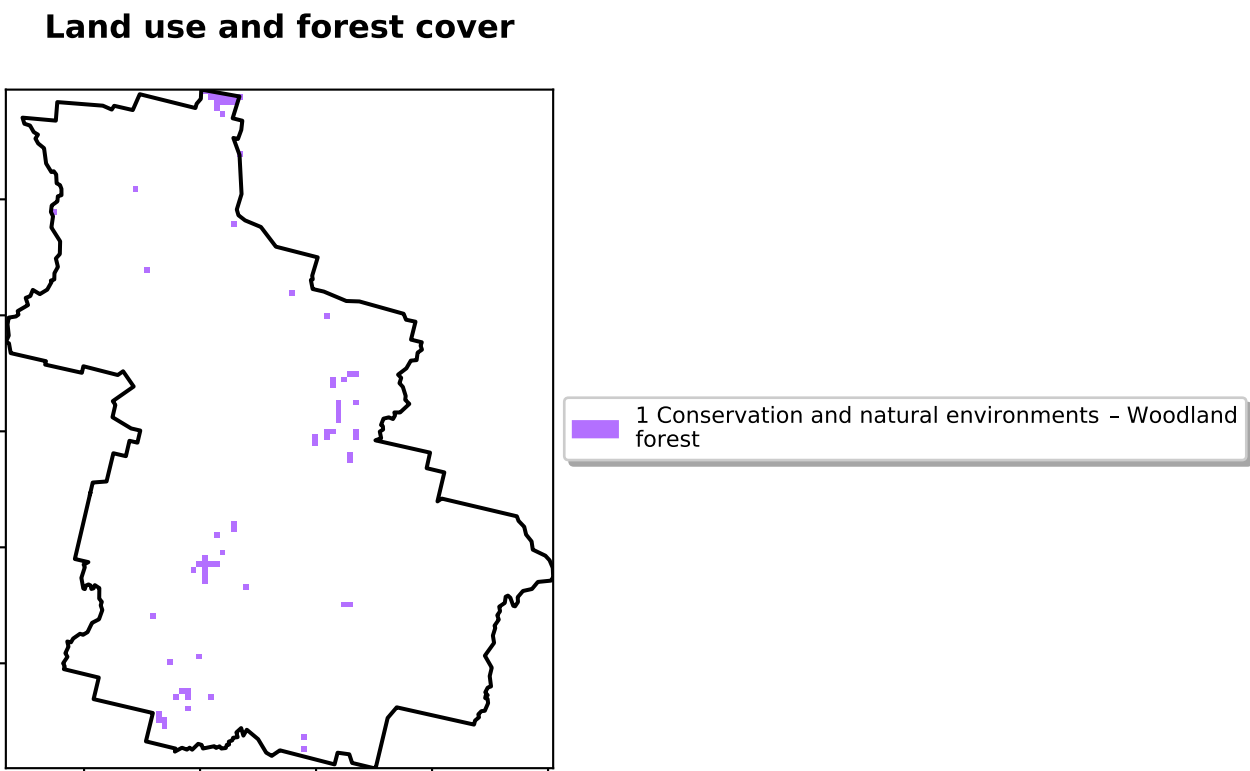 Land use and forest cover
1 Conservation and natural environments – Woodland
forest